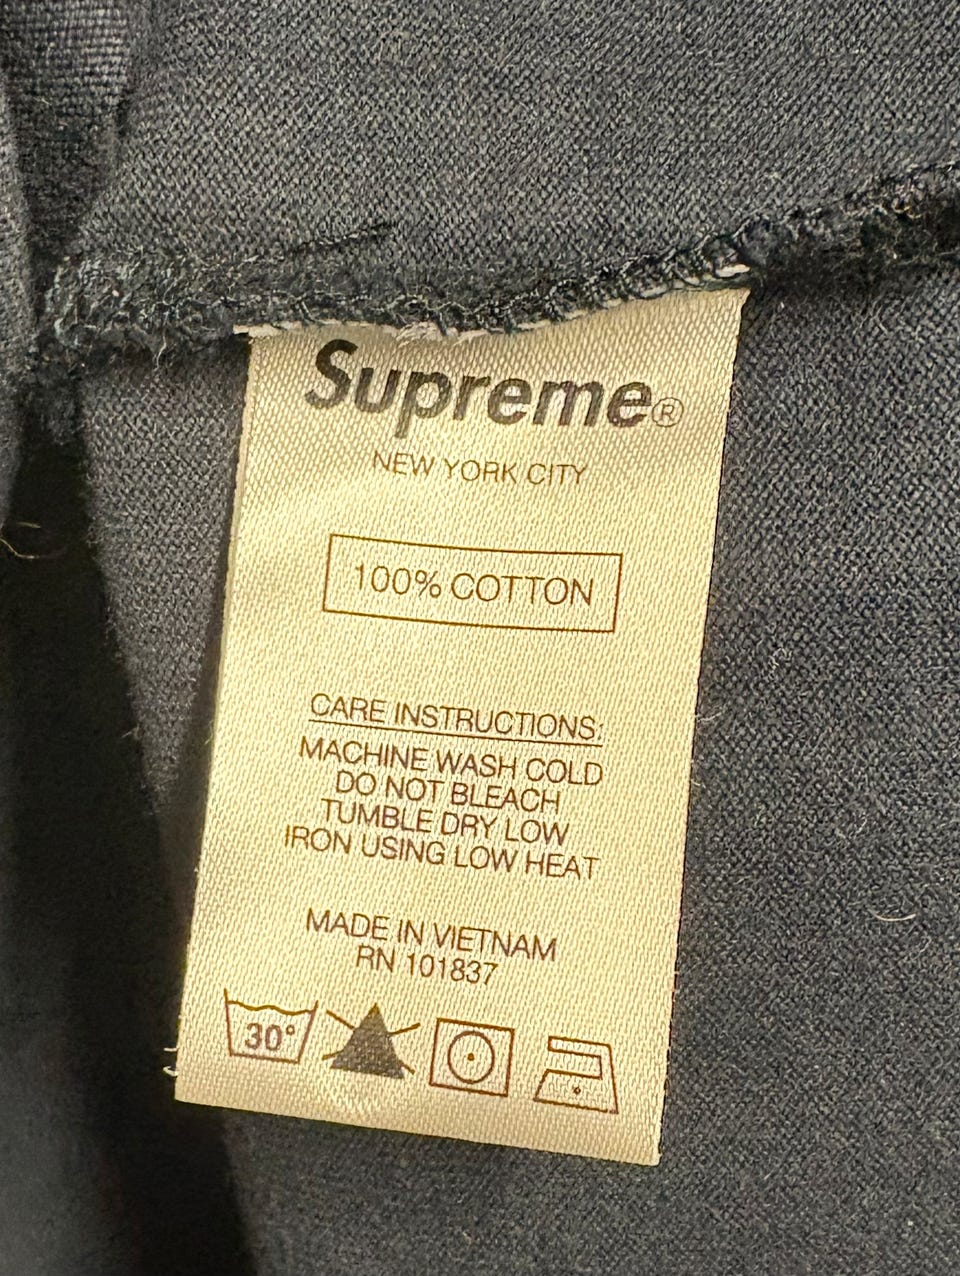 Supreme®
NEW YORK CITY
100% COTTON
CARE INSTRUCTIONS:
MACHINE WASH COLD
DO NOT BLEACH
TUMBLE DRY LOW
IRON USING LOW HEAT
MADE IN VIETNAM
RN 101837
30°